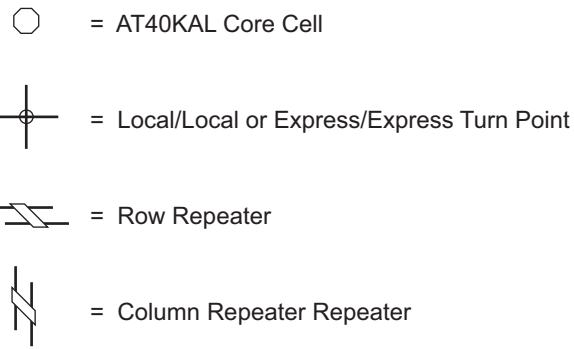 = AT40KAL Core Cell
= Local/Local or Express/Express Turn Point
= Row Repeater
= Column Repeater Repeater